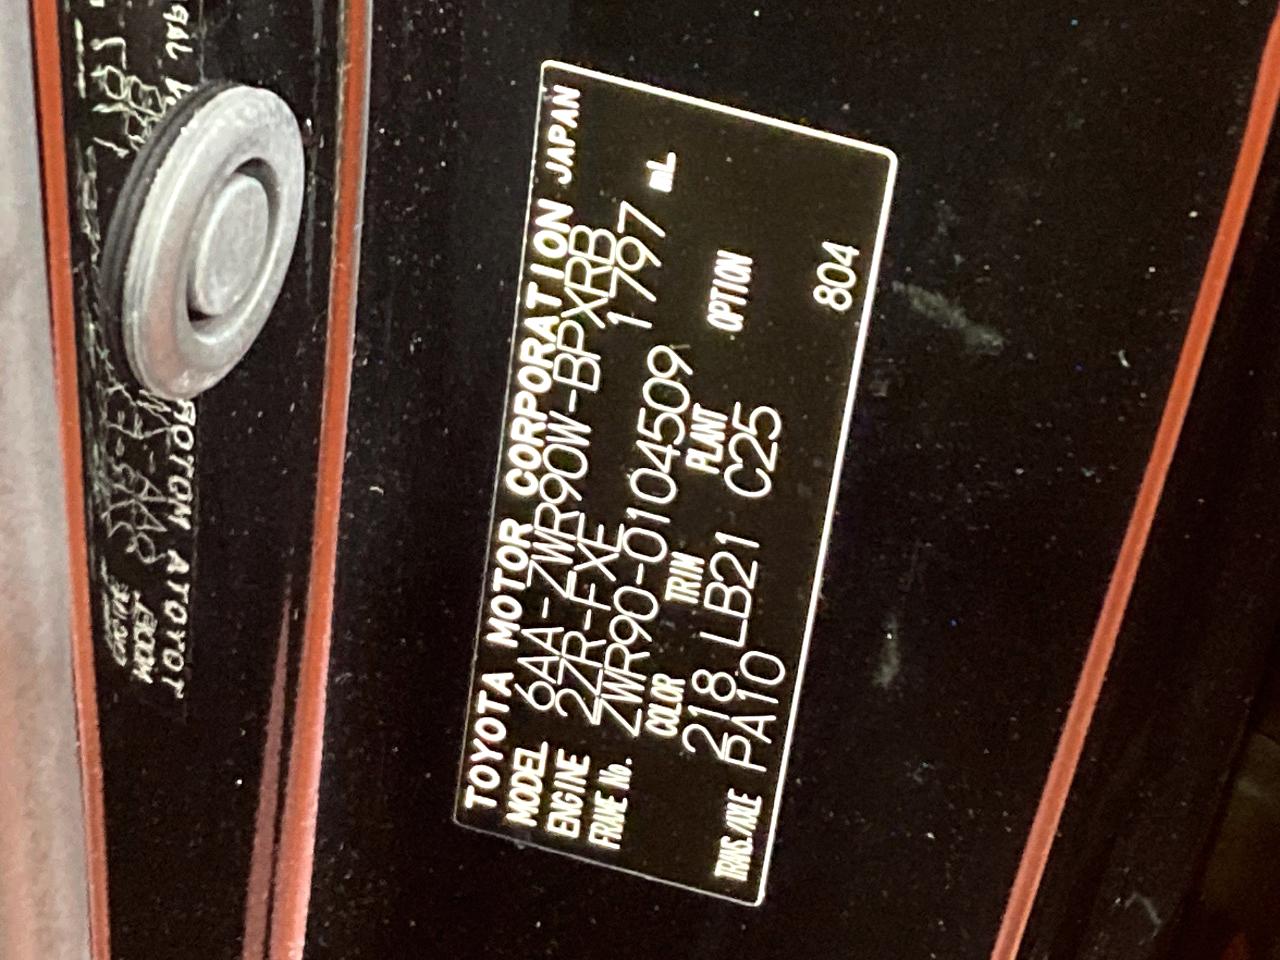 TOYOTA MOTOR CORPORATION JAPAN
MODEL 6AA-ZWR90W-BPXRB
ENGINE 2ZR-FXE 1797 mL
FRAME No. ZWR90-0104509
COLOR TRIM PLANT OPTION
218 LB21 C25
TRNS./AXLE PA10 804